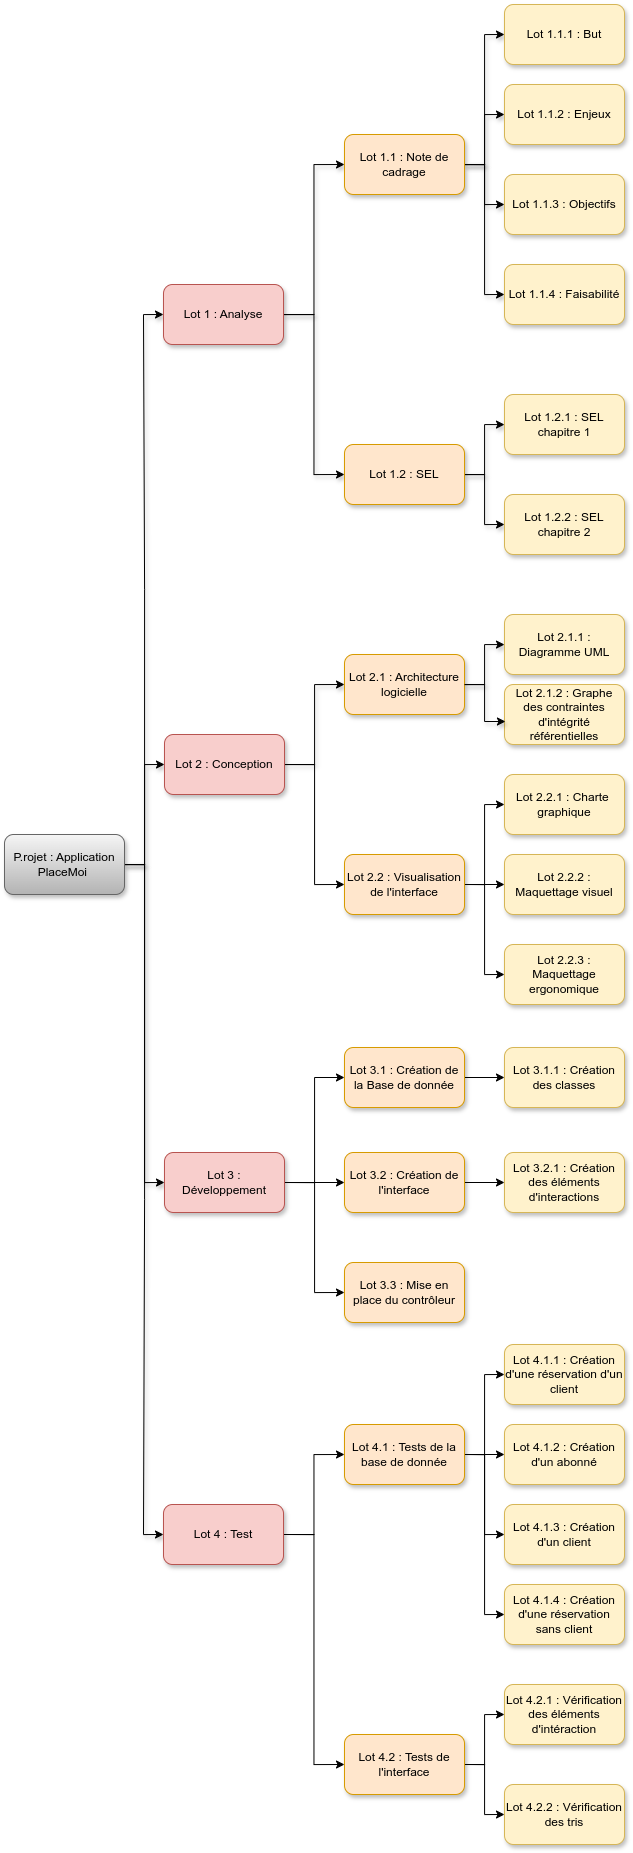 Lot 1.1.1 : But
Lot 1.1.2 : Enjeux
Lot 1.1 : Note de
cadrage
Lot 1.1.3 : Objectifs
Lot 1.1.4 : Faisabilité
Lot 1 : Analyse
Lot 1.2.1 : SEL
chapitre 1
Lot 1.2 : SEL
Lot 1.2.2 : SEL
chapitre 2
Lot 2.1.1 :
Diagramme UML
Lot 2.1 : Architecture
logicielle
Lot 2.1.2 : Graphe
des contraintes
d'intégrité
référentielles
Lot 2 : Conception
Lot 2.2.1 : Charte
graphique
P.rojet : Application
PlaceMoi
Lot 2.2 : Visualisation
de l'interface
Lot 2.2.2 :
Maquettage visuel
Lot 2.2.3 :
Maquettage
ergonomique
Lot 3.1 : Création de
la Base de donnée
Lot 3.1.1 : Création
des classes
Lot 3 :
Développement
Lot 3.2 : Création de
l'interface
Lot 3.2.1 : Création
des éléments
d'interactions
Lot 3.3 : Mise en
place du contrôleur
Lot 4.1.1 : Création
d'une réservation d'un
client
Lot 4.1 : Tests de la
base de donnée
Lot 4.1.2 : Création
d'un abonné
Lot 4 : Test
Lot 4.1.3 : Création
d'un client
Lot 4.1.4 : Création
d'une réservation
sans client
Lot 4.2.1 : Vérification
des éléments
d'intéraction
Lot 4.2 : Tests de
l'interface
Lot 4.2.2 : Vérification
des tris